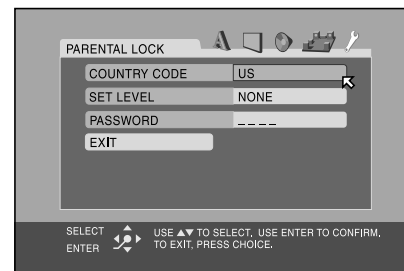 PARENTAL LOCK
COUNTRY CODE US
SET LEVEL NONE
PASSWORD _ _ _ _
EXIT
SELECT
ENTER
USE ▲▼ TO SELECT, USE ENTER TO CONFIRM,
TO EXIT, PRESS CHOICE.